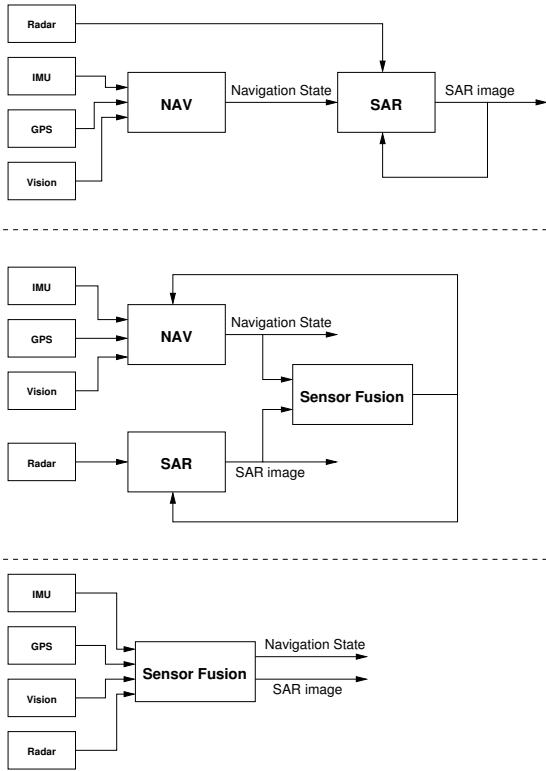 Radar
IMU
GPS
Vision
NAV
Navigation State
SAR
SAR image
IMU
GPS
Vision
NAV
Navigation State
Sensor Fusion
Radar
SAR
SAR image
IMU
GPS
Vision
Radar
Sensor Fusion
Navigation State
SAR image